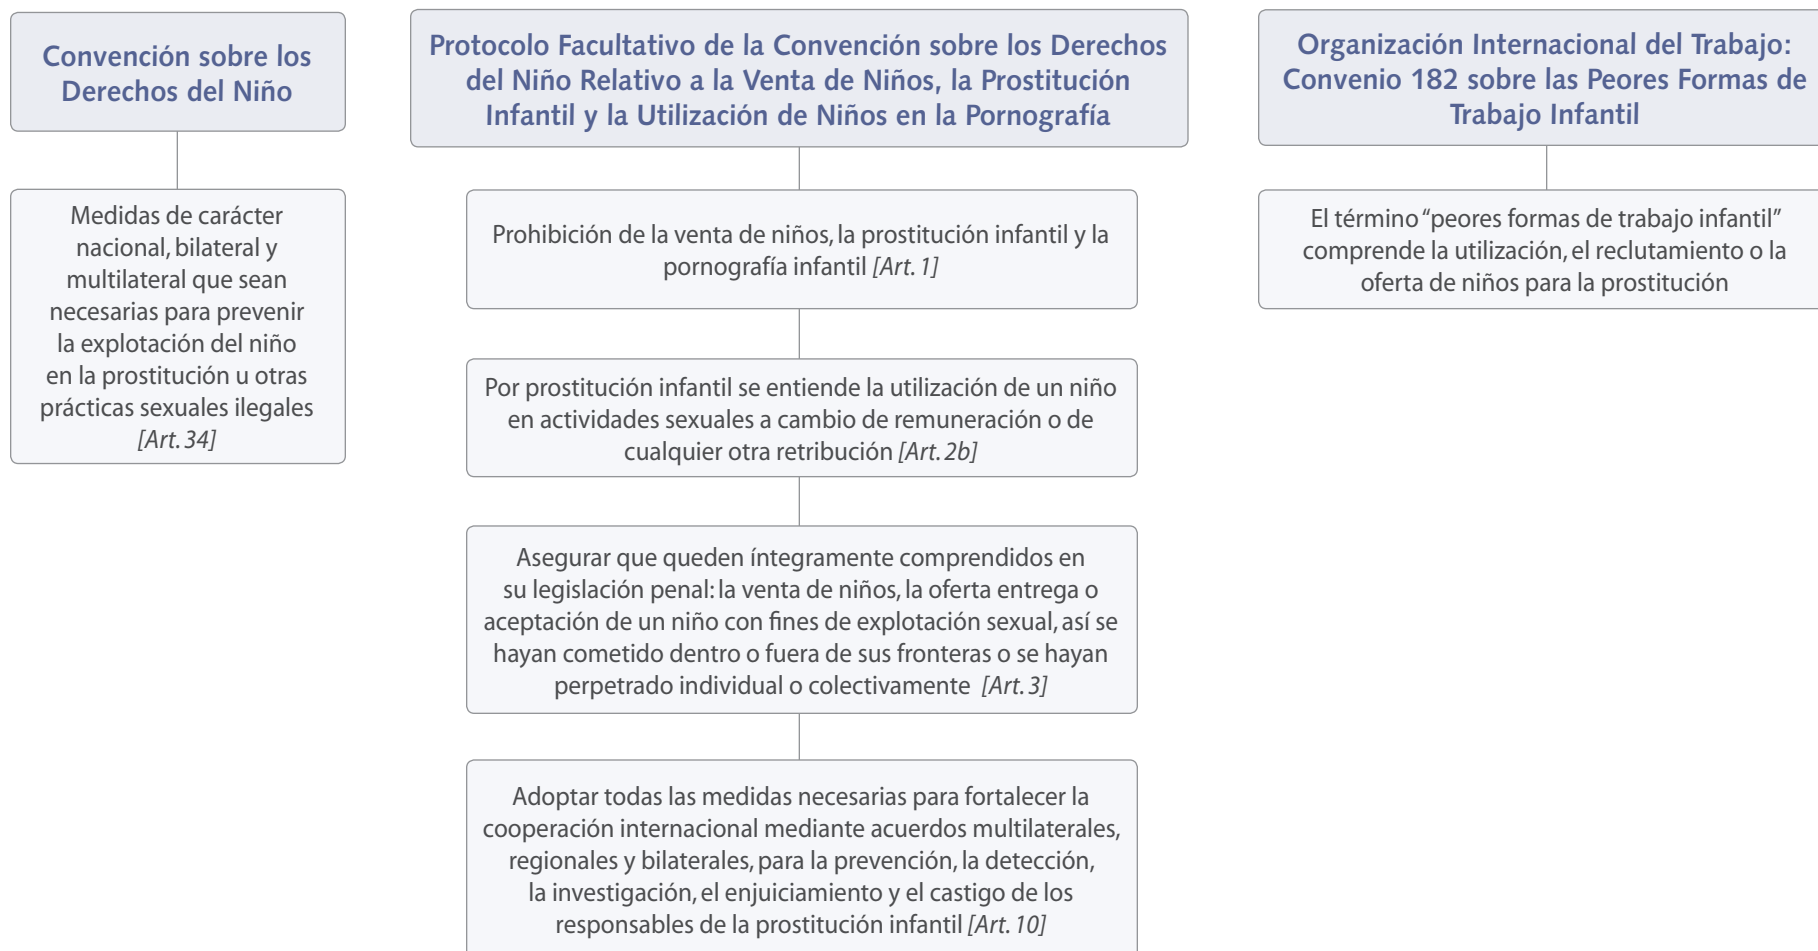 Convención sobre los
Derechos del Niño
Medidas de carácter
nacional, bilateral y
multilateral que sean
necesarias para prevenir
la explotación del niño
en la prostitución u otras
prácticas sexuales ilegales
[Art. 34]
Protocolo Facultativo de la Convención sobre los Derechos
del Niño Relativo a la Venta de Niños, la Prostitución
Infantil y la Utilización de Niños en la Pornografía
Prohibición de la venta de niños, la prostitución infantil y la
pornografía infantil [Art. 1]
Por prostitución infantil se entiende la utilización de un niño
en actividades sexuales a cambio de remuneración o de
cualquier otra retribución [Art. 2b]
Asegurar que queden íntegramente comprendidos en
su legislación penal: la venta de niños, la oferta entrega o
aceptación de un niño con fines de explotación sexual, así se
hayan cometido dentro o fuera de sus fronteras o se hayan
perpetrado individual o colectivamente [Art. 3]
Adoptar todas las medidas necesarias para fortalecer la
cooperación internacional mediante acuerdos multilaterales,
regionales y bilaterales, para la prevención, la detección,
la investigación, el enjuiciamiento y el castigo de los
responsables de la prostitución infantil [Art. 10]
Organización Internacional del Trabajo:
Convenio 182 sobre las Peores Formas de
Trabajo Infantil
El término “peores formas de trabajo infantil”
comprende la utilización, el reclutamiento o la
oferta de niños para la prostitución